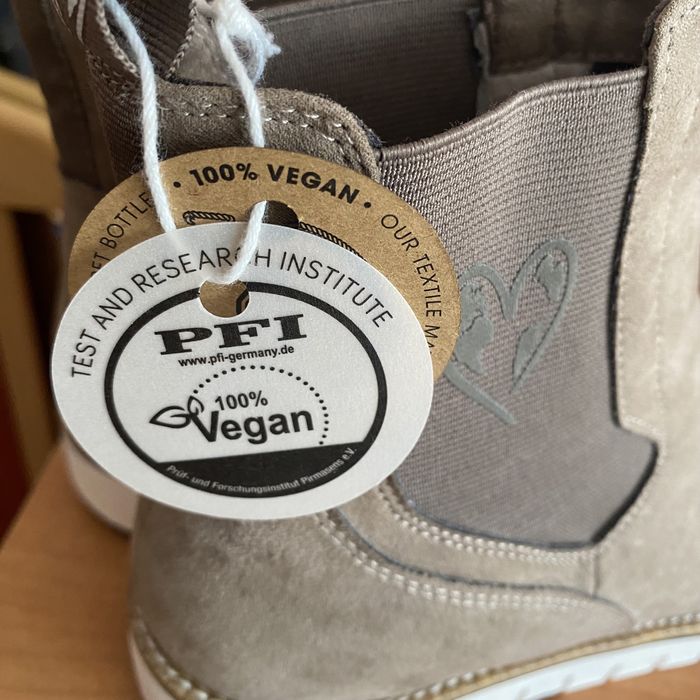 • 100% VEGAN •
OUR TEXTILE
TEST AND RESEARCH INSTITUTE
PFI
www.pfi-germany.de
100%
Vegan
Prüf- und Forschungsinstitut Pirmasens e.V.